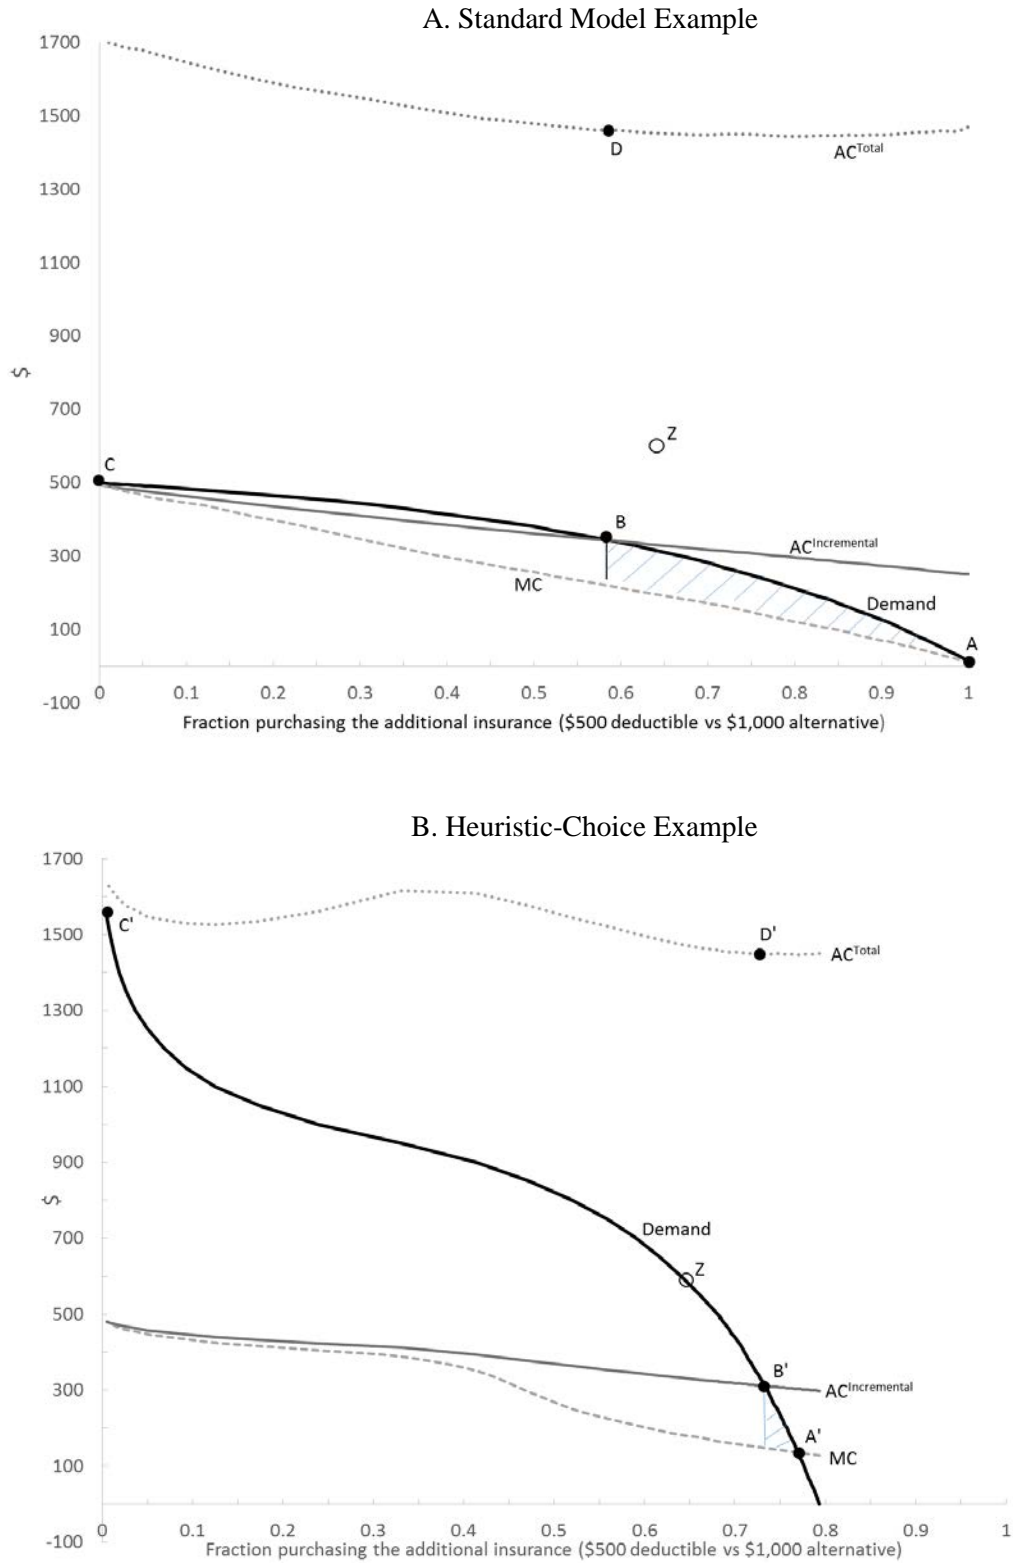 A. Standard Model Example
1700
1500
D
AC^Total
1300
1100
900
$
700
Z
C
500
B
AC^Incremental
300
MC
Demand
100
A
-100
0 0.1 0.2 0.3 0.4 0.5 0.6 0.7 0.8 0.9 1
Fraction purchasing the additional insurance ($500 deductible vs $1,000 alternative)
B. Heuristic-Choice Example
1700
C'
1500
D'
AC^Total
1300
1100
900
$
700
Demand
Z
500
B'
300
AC^Incremental
A'
100
MC
-100
0 0.1 0.2 0.3 0.4 0.5 0.6 0.7 0.8 0.9 1
Fraction purchasing the additional insurance ($500 deductible vs $1,000 alternative)